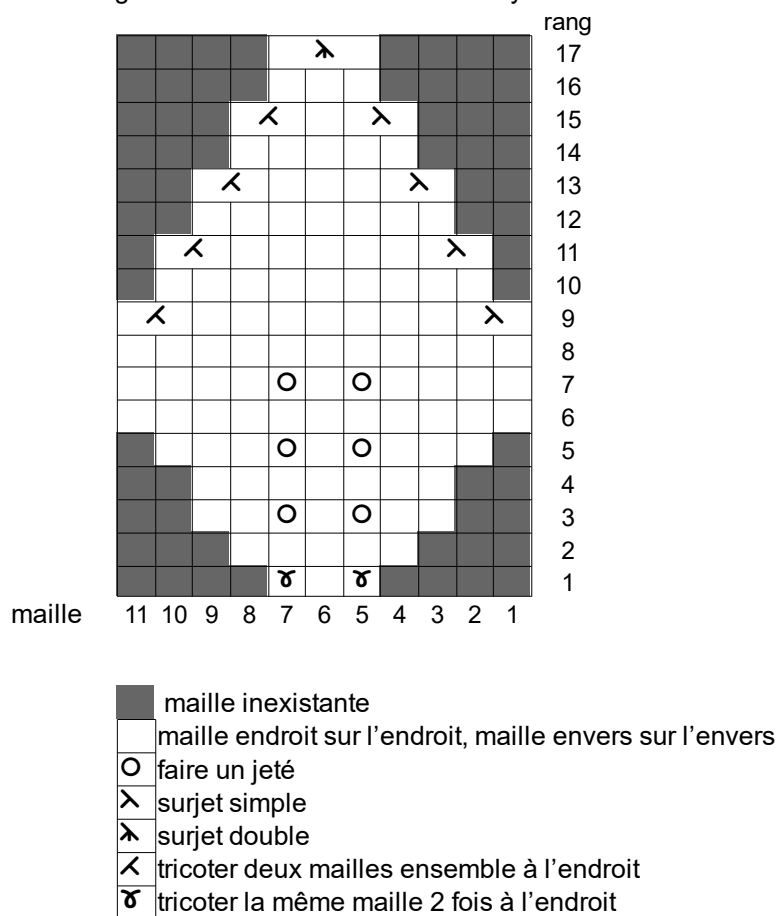 rang
17
16
15
14
13
12
11
10
9
8
7
6
5
4
3
2
1
maille 11 10 9 8 7 6 5 4 3 2 1
maille inexistante
maille endroit sur l’endroit, maille envers sur l’envers
faire un jeté
surjet simple
surjet double
tricoter deux mailles ensemble à l’endroit
tricoter la même maille 2 fois à l’endroit